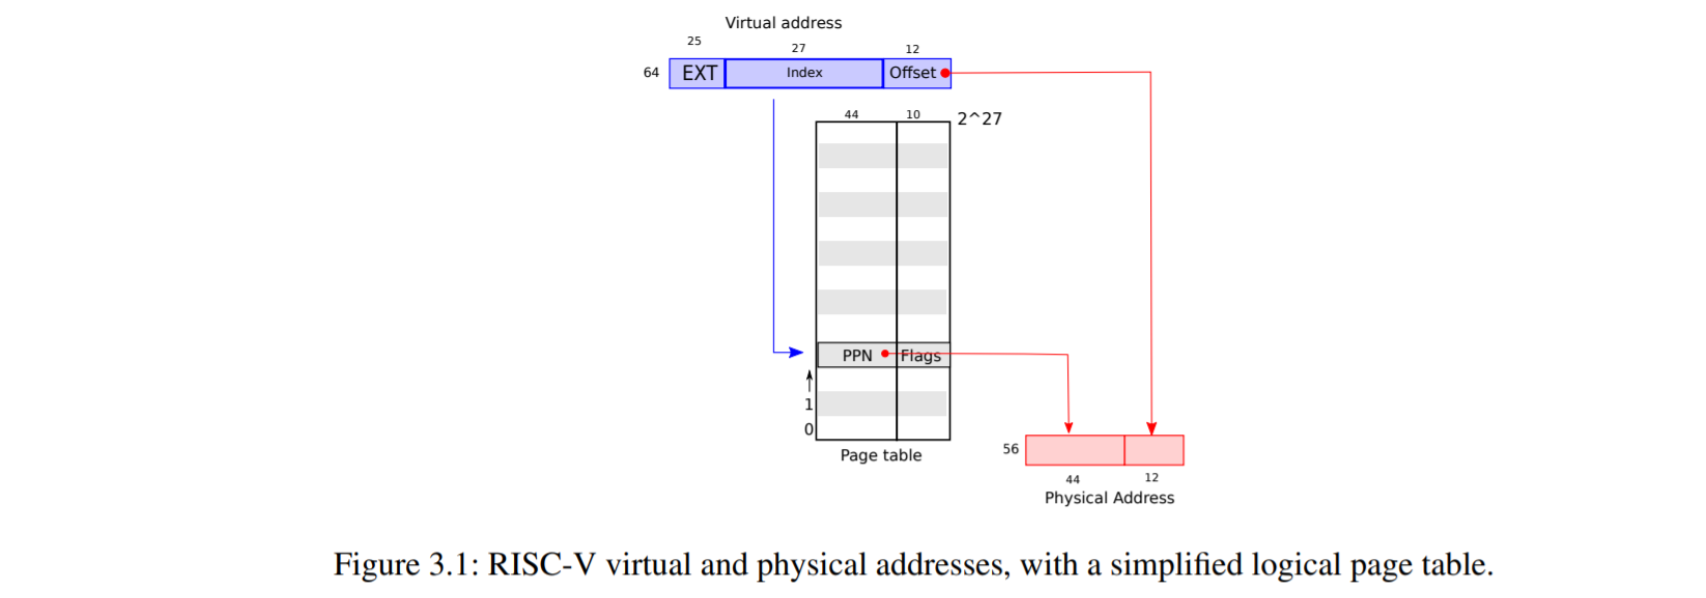 Virtual address
25
27
12
64
EXT
Index
Offset
44
10
2^27
PPN
Flags
1
0
Page table
56
44
12
Physical Address
Figure 3.1: RISC-V virtual and physical addresses, with a simplified logical page table.